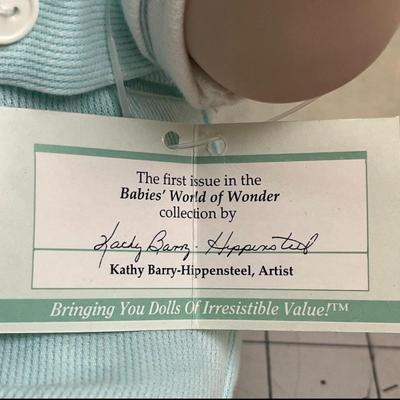 The first issue in the
Babies' World of Wonder
collection by
Kathy Barry-Hippensteel
Kathy Barry-Hippensteel, Artist
Bringing You Dolls Of Irresistible Value!™